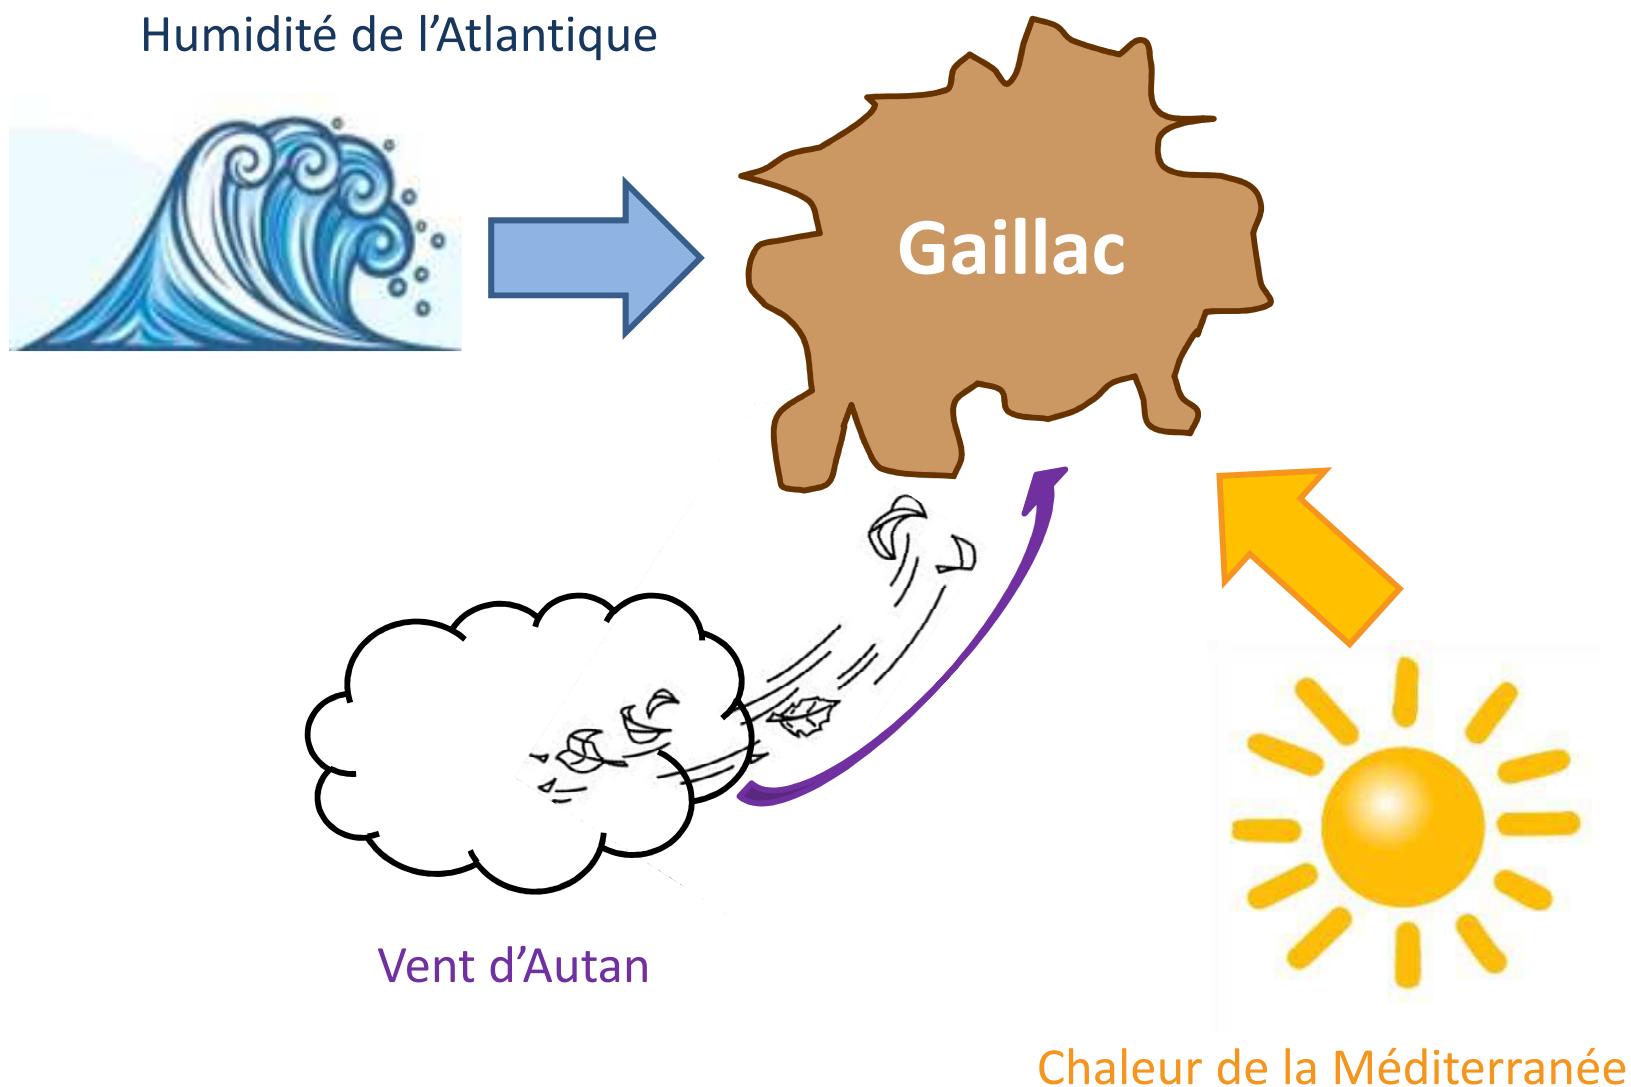 Humidité de l’Atlantique
Gaillac
Vent d’Autan
Chaleur de la Méditerranée